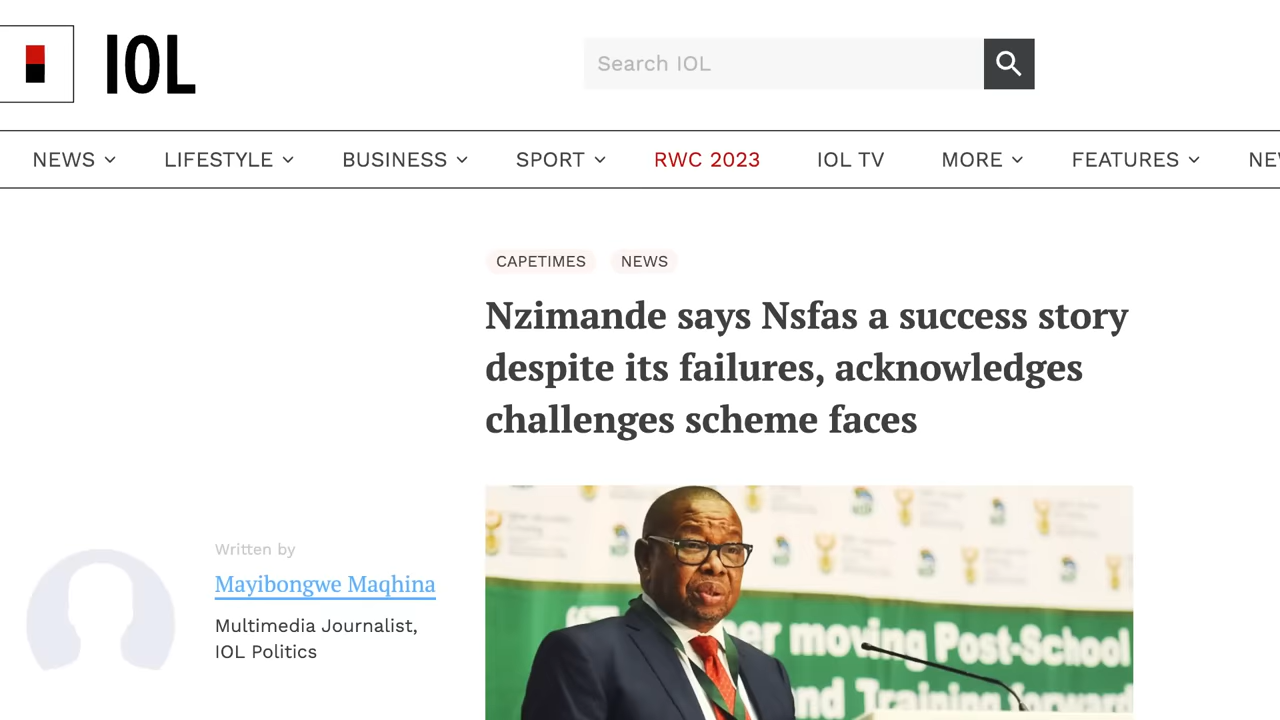 IOL
Search IOL
NEWS LIFESTYLE BUSINESS SPORT RWC 2023 IOL TV MORE FEATURES
CAPETIMES NEWS
Nzimande says Nsfas a success story
despite its failures, acknowledges
challenges scheme faces
Written by
Mayibongwe Maqhina
Multimedia Journalist,
IOL Politics
moving Post-School
Training forward